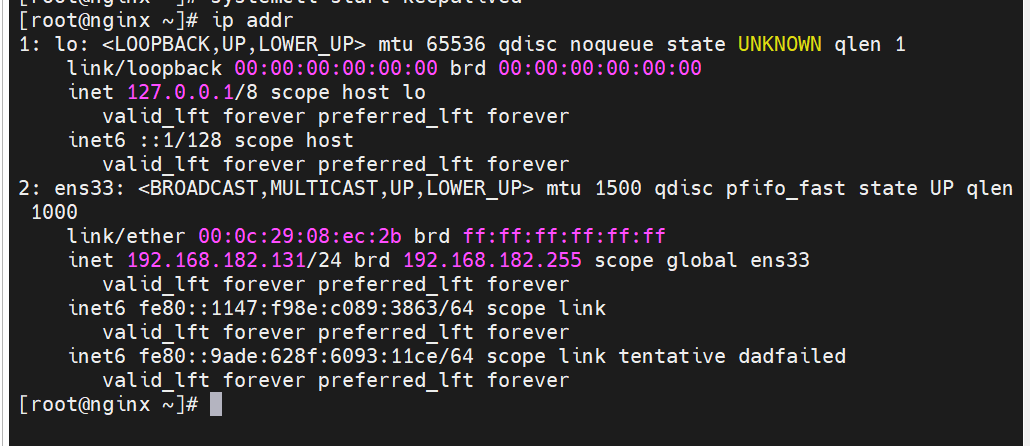 [root@nginx ~]# ip addr
1: lo: <LOOPBACK,UP,LOWER_UP> mtu 65536 qdisc noqueue state UNKNOWN qlen 1
    link/loopback 00:00:00:00:00:00 brd 00:00:00:00:00:00
    inet 127.0.0.1/8 scope host lo
       valid_lft forever preferred_lft forever
    inet6 ::1/128 scope host
       valid_lft forever preferred_lft forever
2: ens33: <BROADCAST,MULTICAST,UP,LOWER_UP> mtu 1500 qdisc pfifo_fast state UP qlen
 1000
    link/ether 00:0c:29:08:ec:2b brd ff:ff:ff:ff:ff:ff
    inet 192.168.182.131/24 brd 192.168.182.255 scope global ens33
       valid_lft forever preferred_lft forever
    inet6 fe80::1147:f98e:c089:3863/64 scope link
       valid_lft forever preferred_lft forever
    inet6 fe80::9ade:628f:6093:11ce/64 scope link tentative dadfailed
       valid_lft forever preferred_lft forever
[root@nginx ~]#